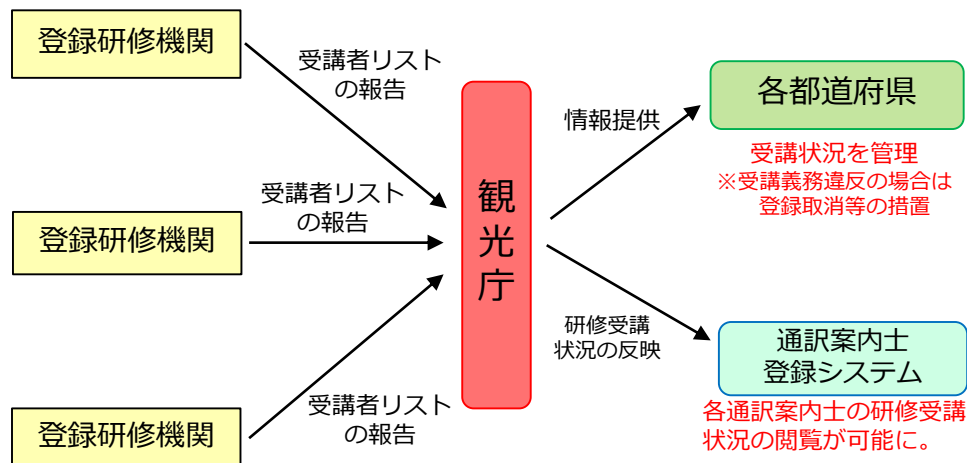 登録研修機関
受講者リスト
の報告
登録研修機関
受講者リスト
の報告
登録研修機関
受講者リスト
の報告
観光庁
情報提供
各都道府県
受講状況を管理
※受講義務違反の場合は
登録取消等の措置
研修受講
状況の反映
通訳案内士
登録システム
各通訳案内士の研修受講
状況の閲覧が可能に。